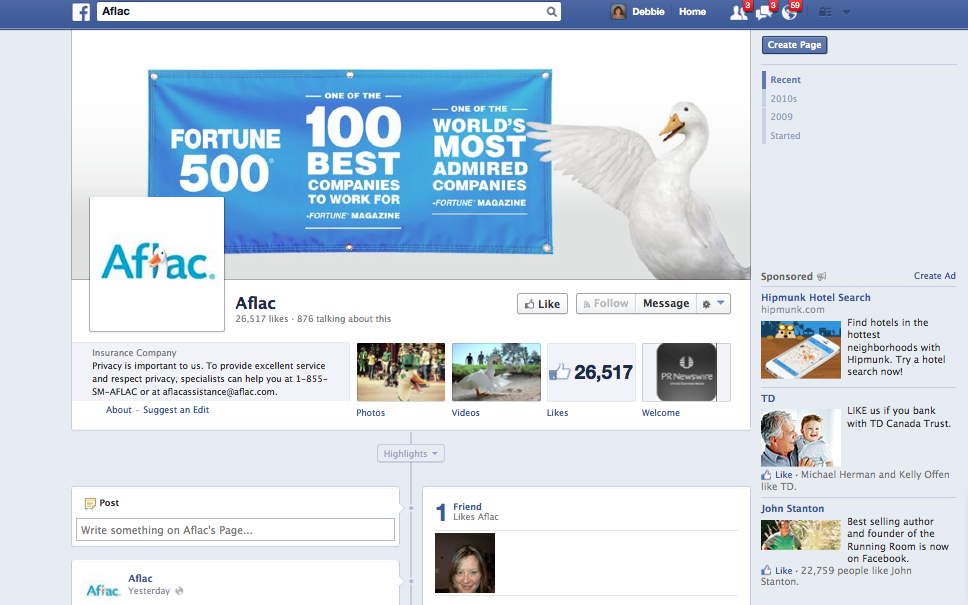 Aflac
Debbie
Home
3
3
59
Create Page
Recent
2010s
2009
Started
FORTUNE
500®
— ONE OF THE —
100
BEST
COMPANIES
TO WORK FOR
-FORTUNE® MAGAZINE
— ONE OF THE —
WORLD'S
MOST
ADMIRED
COMPANIES
-FORTUNE® MAGAZINE
Aflac®
Aflac
26,517 likes · 876 talking about this
Like
Follow
Message
Insurance Company
Privacy is important to us. To provide excellent service
and respect privacy, specialists can help you at 1-855-
SM-AFLAC or at aflacassistance@aflac.com.
About - Suggest an Edit
Photos
Videos
26,517
Likes
PR Newswire
Welcome
Highlights
Post
Write something on Aflac's Page...
Aflac
Aflac
Yesterday
1
Friend
Likes Aflac
Sponsored
Create Ad
Hipmunk Hotel Search
hipmunk.com
Find hotels in the
hottest
neighborhoods with
Hipmunk. Try a hotel
search now!
TD
LIKE us if you bank
with TD Canada Trust.
Like · Michael Herman and Kelly Offen
like TD.
John Stanton
Best selling author
and founder of the
Running Room is now
on Facebook.
Like · 22,759 people like John
Stanton.